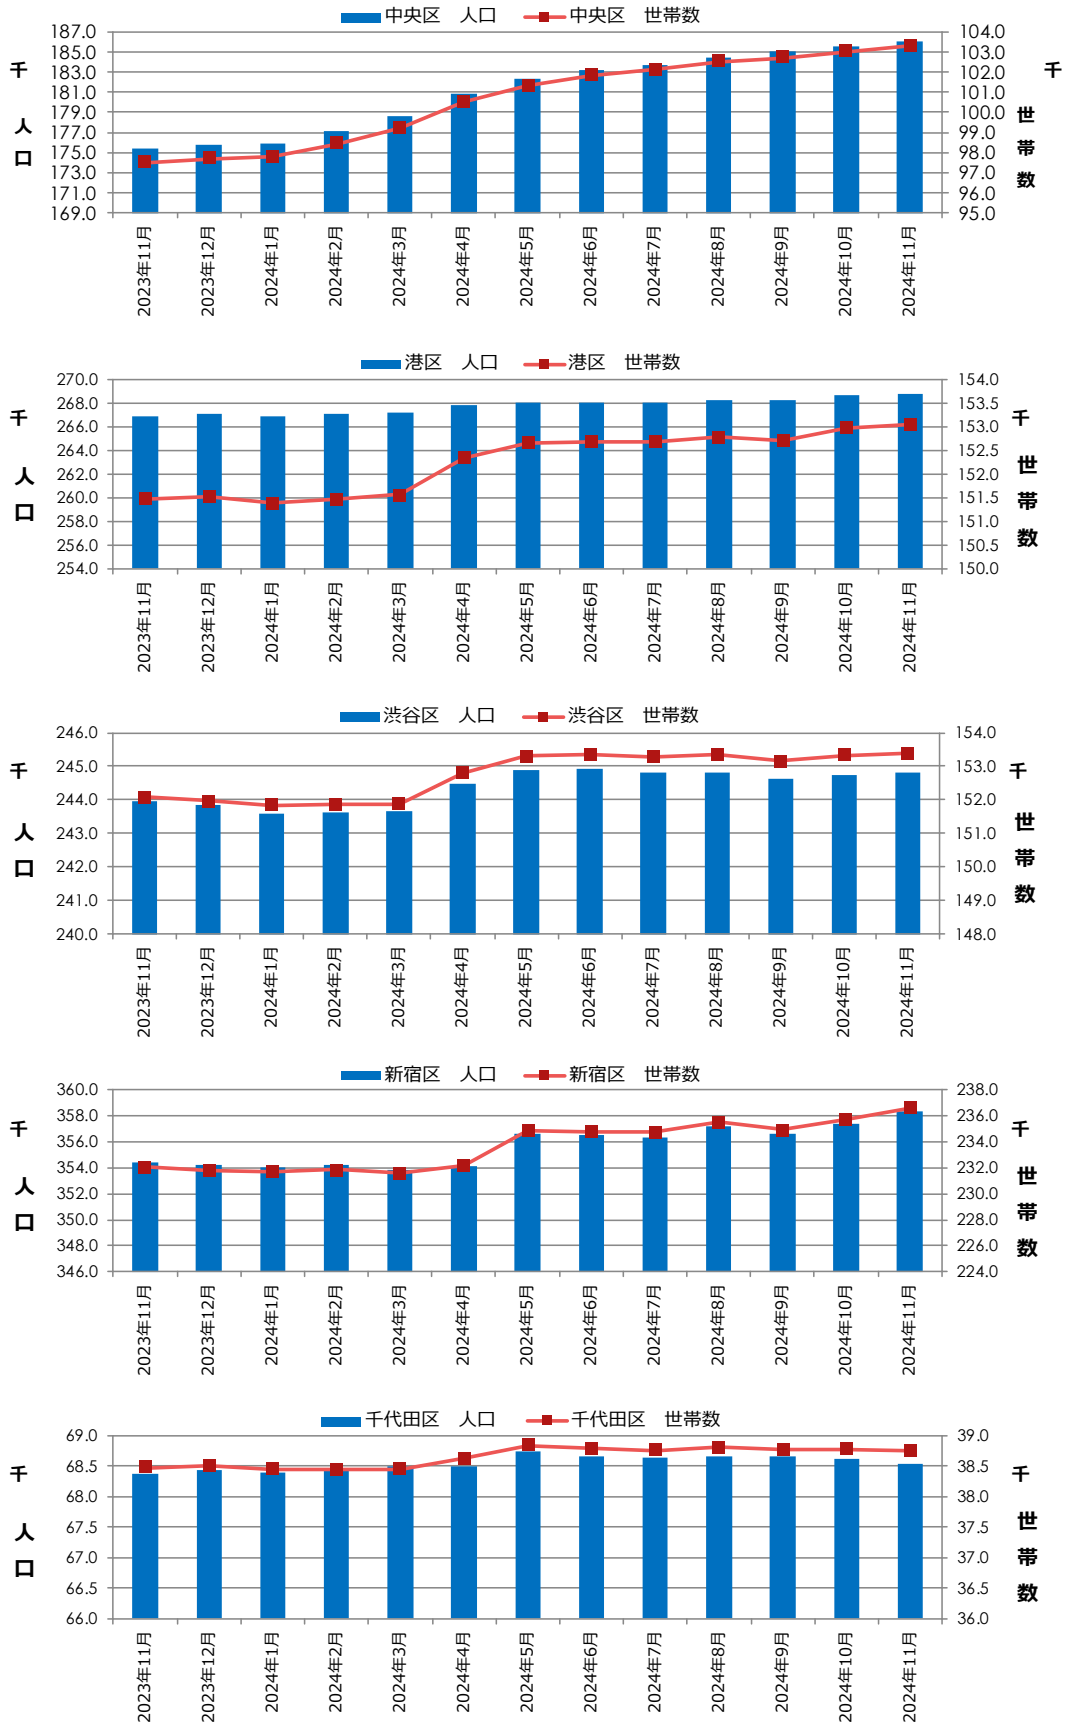 中央区　人口　中央区　世帯数
千 人口
187.0
185.0
183.0
181.0
179.0
177.0
175.0
173.0
171.0
169.0
104.0
103.0
102.0
101.0
100.0
99.0
98.0
97.0
96.0
95.0
千 世帯数
2023年11月
2023年12月
2024年1月
2024年2月
2024年3月
2024年4月
2024年5月
2024年6月
2024年7月
2024年8月
2024年9月
2024年10月
2024年11月
港区　人口　港区　世帯数
千 人口
270.0
268.0
266.0
264.0
262.0
260.0
258.0
256.0
254.0
154.0
153.5
153.0
152.5
152.0
151.5
151.0
150.5
150.0
千 世帯数
2023年11月
2023年12月
2024年1月
2024年2月
2024年3月
2024年4月
2024年5月
2024年6月
2024年7月
2024年8月
2024年9月
2024年10月
2024年11月
渋谷区　人口　渋谷区　世帯数
千 人口
246.0
245.0
244.0
243.0
242.0
241.0
240.0
154.0
153.0
152.0
151.0
150.0
149.0
148.0
千 世帯数
2023年11月
2023年12月
2024年1月
2024年2月
2024年3月
2024年4月
2024年5月
2024年6月
2024年7月
2024年8月
2024年9月
2024年10月
2024年11月
新宿区　人口　新宿区　世帯数
千 人口
360.0
358.0
356.0
354.0
352.0
350.0
348.0
346.0
238.0
236.0
234.0
232.0
230.0
228.0
226.0
224.0
千 世帯数
2023年11月
2023年12月
2024年1月
2024年2月
2024年3月
2024年4月
2024年5月
2024年6月
2024年7月
2024年8月
2024年9月
2024年10月
2024年11月
千代田区　人口　千代田区　世帯数
千 人口
69.0
68.5
68.0
67.5
67.0
66.5
66.0
39.0
38.5
38.0
37.5
37.0
36.5
36.0
千 世帯数
2023年11月
2023年12月
2024年1月
2024年2月
2024年3月
2024年4月
2024年5月
2024年6月
2024年7月
2024年8月
2024年9月
2024年10月
2024年11月